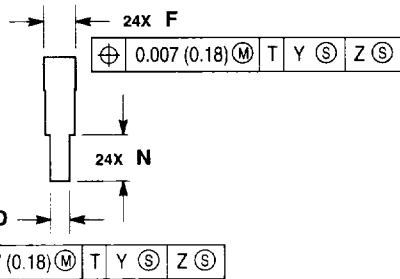 24X F
⌖ 0.007 (0.18) Ⓜ T Y Ⓢ Z Ⓢ
24X N
(0.18) Ⓜ T Y Ⓢ Z Ⓢ